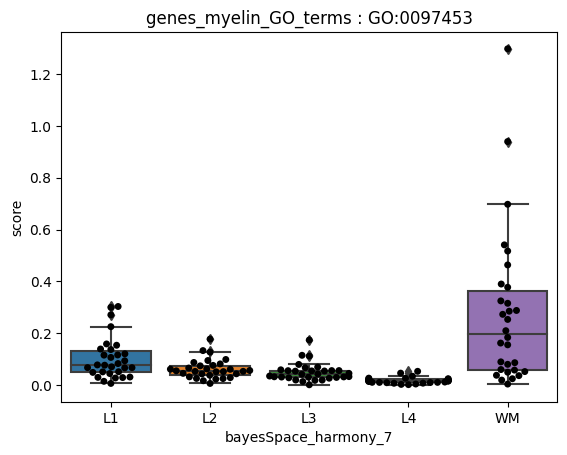 genes_myelin_GO_terms : GO:0097453
1.2
1.0
0.8
0.6
0.4
0.2
0.0
score
L1 L2 L3 L4 WM
bayesSpace_harmony_7